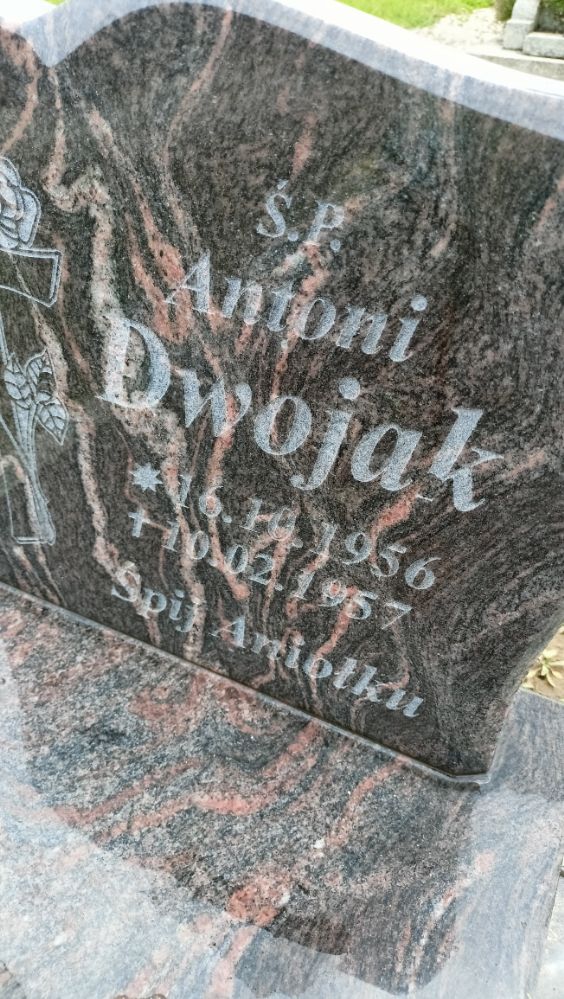 Ś.P.
Antoni
Dwojak
* 16.10.1956
✝ 10.02.1957
Śpij Aniołku